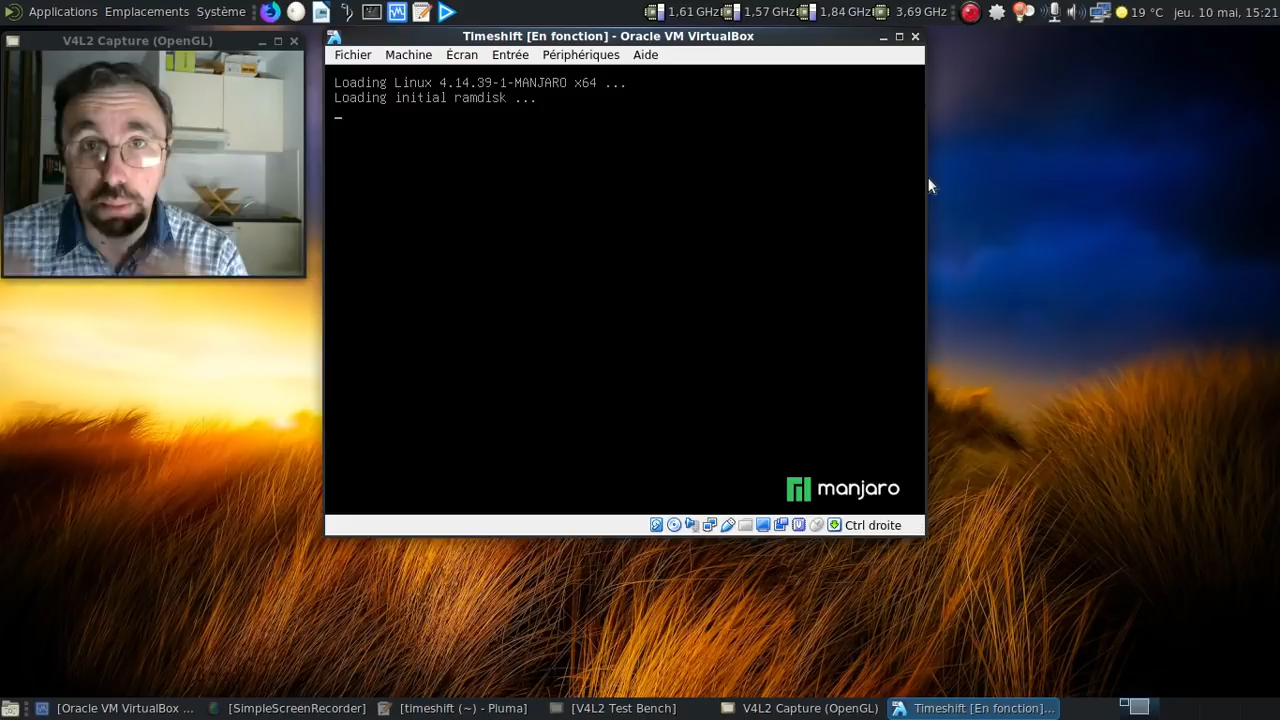 Applications Emplacements Système
1,61 GHz 1,57 GHz 1,84 GHz 3,69 GHz 19 °C jeu. 10 mai, 15:21
V4L2 Capture (OpenGL)
Timeshift [En fonction] - Oracle VM VirtualBox
Fichier Machine Écran Entrée Périphériques Aide
Loading Linux 4.14.39-1-MANJARO x64 ...
Loading initial ramdisk ...
manjaro
Ctrl droite
[Oracle VM VirtualBox ... [SimpleScreenRecorder] [timeshift (~) - Pluma] [V4L2 Test Bench] V4L2 Capture (OpenGL) Timeshift [En fonction]...